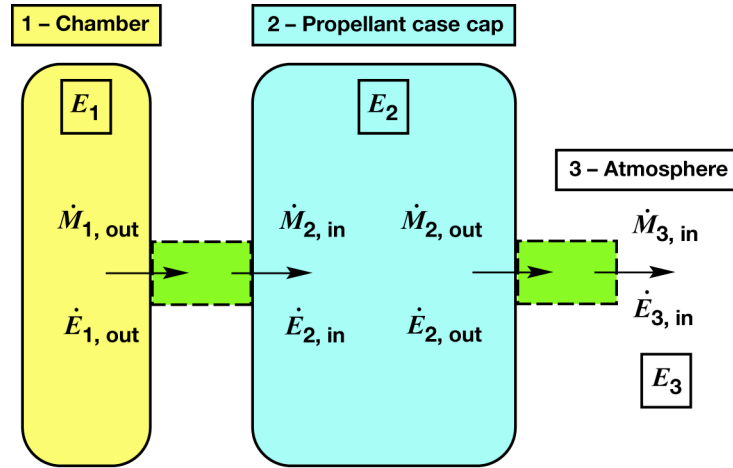 1 – Chamber
2 – Propellant case cap
E1
E2
3 – Atmosphere
Ṁ1, out
Ṁ2, in
Ṁ2, out
Ṁ3, in
Ė1, out
Ė2, in
Ė2, out
Ė3, in
E3